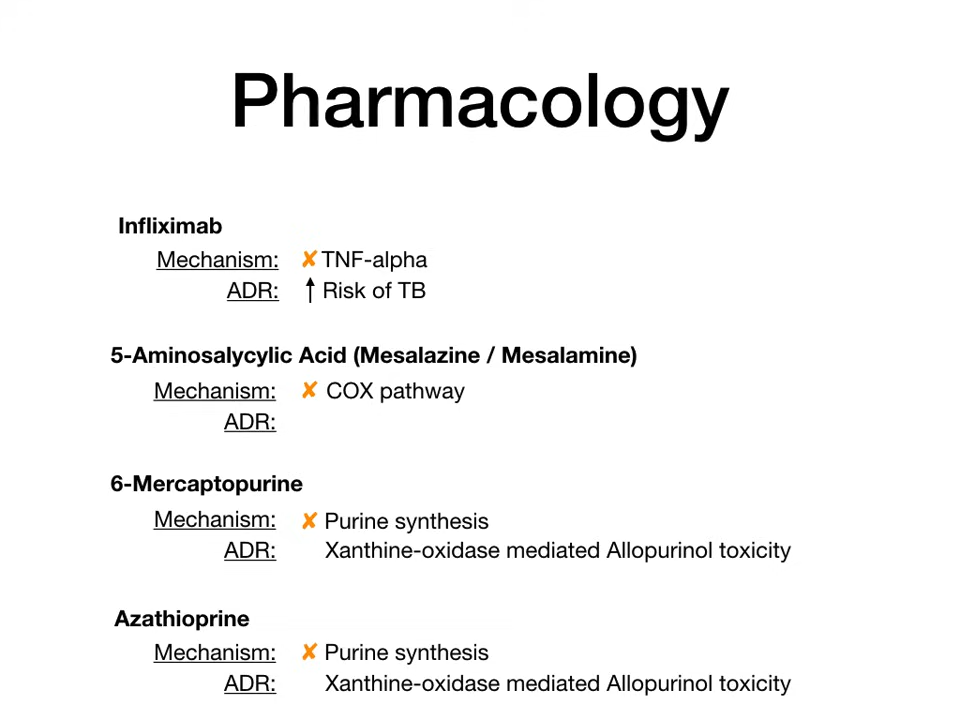 Pharmacology
Infliximab
Mechanism: ✘ TNF-alpha
ADR: ↑ Risk of TB
5-Aminosalycylic Acid (Mesalazine / Mesalamine)
Mechanism: ✘ COX pathway
ADR:
6-Mercaptopurine
Mechanism: ✘ Purine synthesis
ADR: Xanthine-oxidase mediated Allopurinol toxicity
Azathioprine
Mechanism: ✘ Purine synthesis
ADR: Xanthine-oxidase mediated Allopurinol toxicity